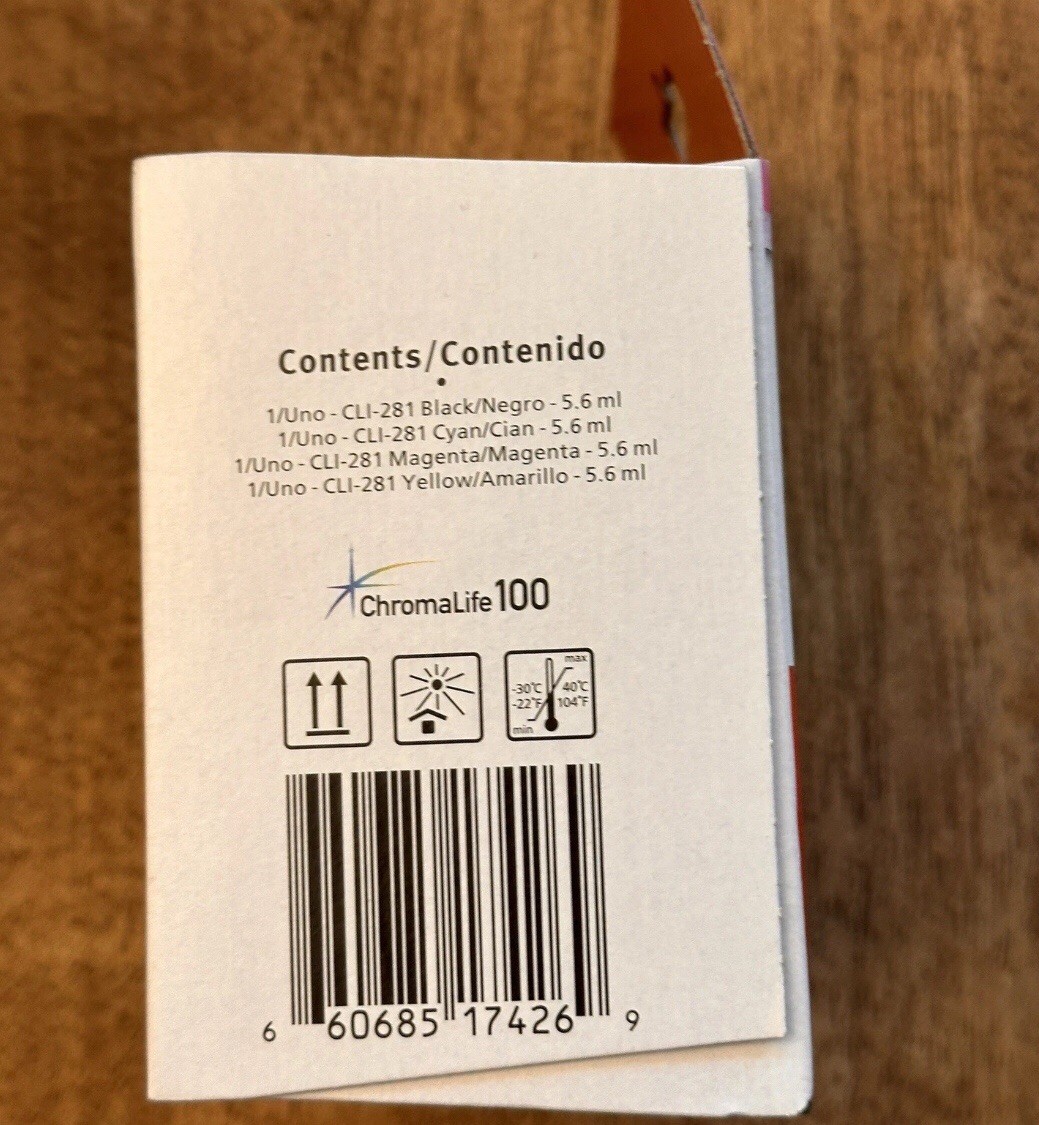 Contents/Contenido
1/Uno - CLI-281 Black/Negro - 5.6 ml
1/Uno - CLI-281 Cyan/Cian - 5.6 ml
1/Uno - CLI-281 Magenta/Magenta - 5.6 ml
1/Uno - CLI-281 Yellow/Amarillo - 5.6 ml
ChromaLife100
max
-30℃ 40℃
-22℉ 104℉
min
6 60685 17426 9